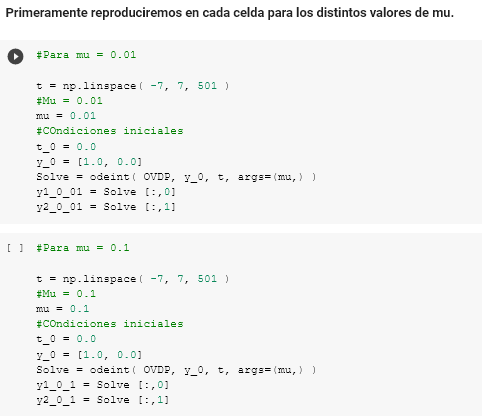 Primeramente reproduciremos en cada celda para los distintos valores de mu.
#Para mu = 0.01
t = np.linspace( -7, 7, 501 )
#Mu = 0.01
mu = 0.01
#COndiciones iniciales
t_0 = 0.0
y_0 = [1.0, 0.0]
Solve = odeint( OVDP, y_0, t, args=(mu,) )
y1_0_01 = Solve [:,0]
y2_0_01 = Solve [:,1]
[ ] #Para mu = 0.1
t = np.linspace( -7, 7, 501 )
#Mu = 0.1
mu = 0.1
#COndiciones iniciales
t_0 = 0.0
y_0 = [1.0, 0.0]
Solve = odeint( OVDP, y_0, t, args=(mu,) )
y1_0_1 = Solve [:,0]
y2_0_1 = Solve [:,1]